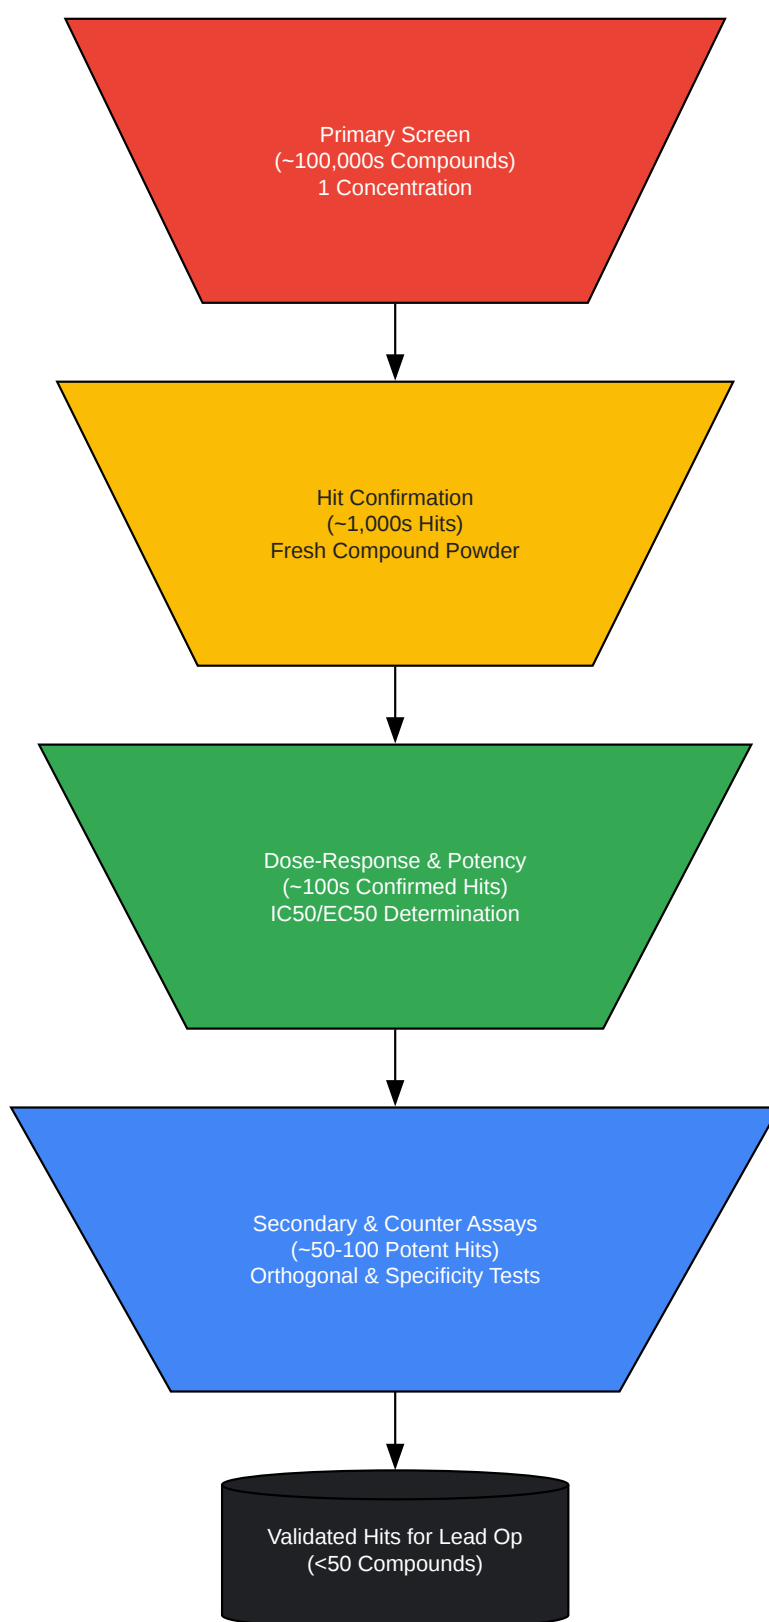 Primary Screen
(~100,000s Compounds)
1 Concentration
Hit Confirmation
(~1,000s Hits)
Fresh Compound Powder
Dose-Response & Potency
(~100s Confirmed Hits)
IC50/EC50 Determination
Secondary & Counter Assays
(~50-100 Potent Hits)
Orthogonal & Specificity Tests
Validated Hits for Lead Op
(<50 Compounds)